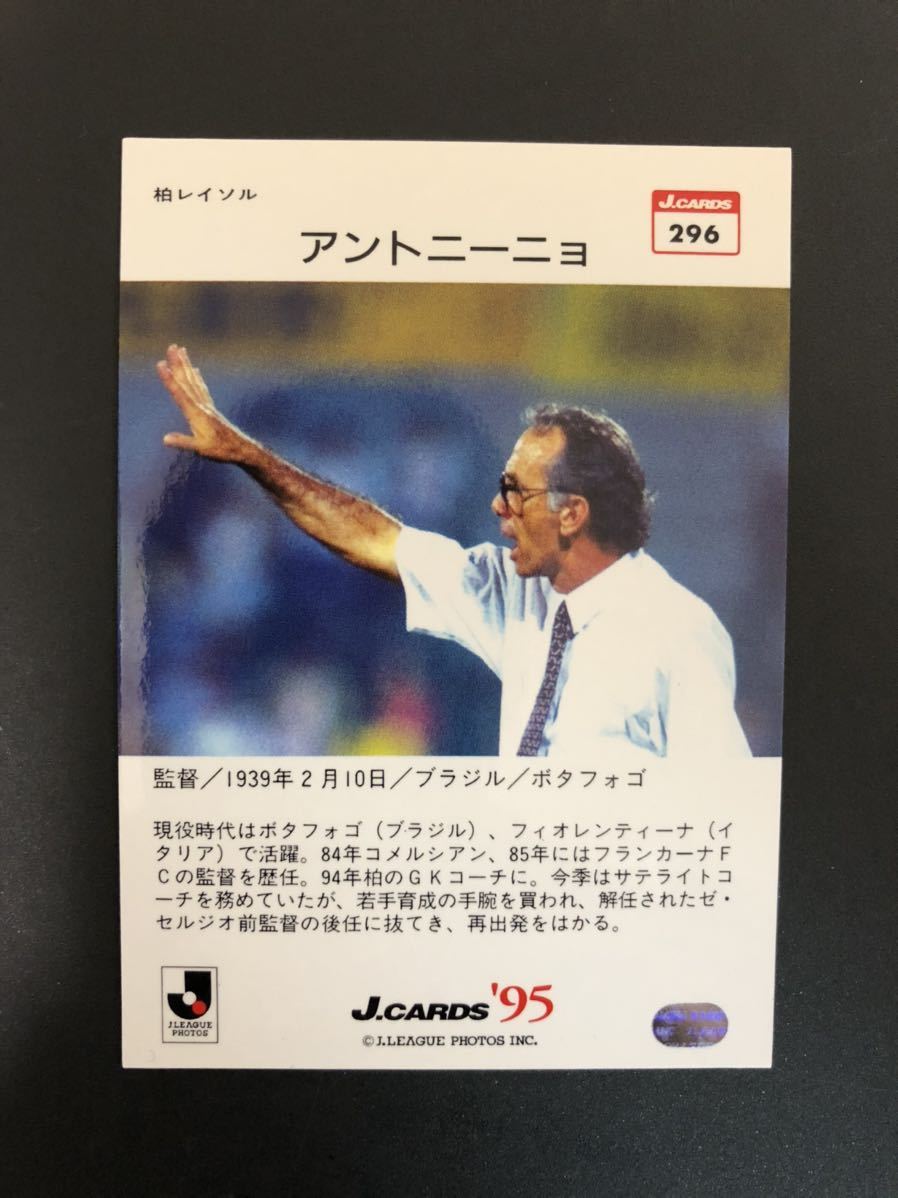 柏レイソル
J.CARDS
296
アントニーニョ
監督／1939年2月10日／ブラジル／ボタフォゴ
現役時代はボタフォゴ（ブラジル）、フィオレンティーナ（イ
タリア）で活躍。84年コメルシアン、85年にはフランカーナF
Cの監督を歴任。94年柏のGKコーチに。今季はサテライトコ
ーチを務めていたが、若手育成の手腕を買われ、解任されたゼ・
セルジオ前監督の後任に抜てき、再出発をはかる。
J.LEAGUE
PHOTOS
J.CARDS '95
©J.LEAGUE PHOTOS INC.